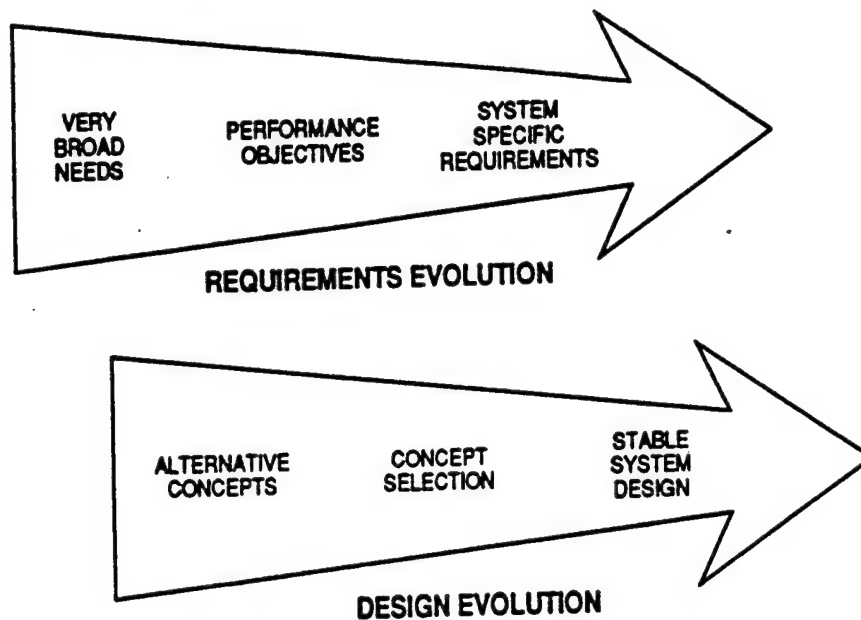 VERY
BROAD
NEEDS
PERFORMANCE
OBJECTIVES
SYSTEM
SPECIFIC
REQUIREMENTS
REQUIREMENTS EVOLUTION
ALTERNATIVE
CONCEPTS
CONCEPT
SELECTION
STABLE
SYSTEM
DESIGN
DESIGN EVOLUTION